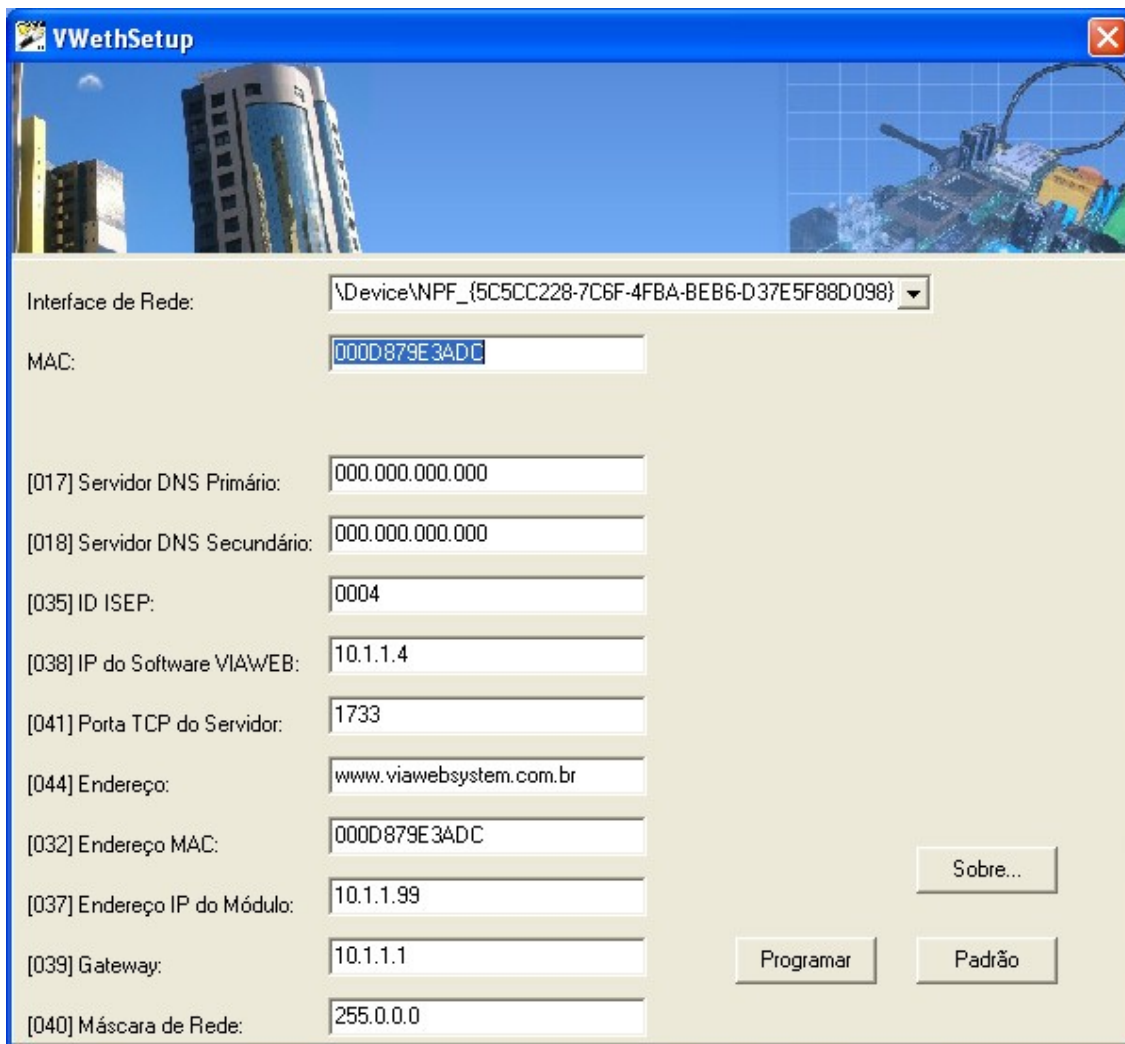 VWethSetup
Interface de Rede: \Device\NPF_{5C5CC228-7C6F-4FBA-BEB6-D37E5F88D098}
MAC: 000D879E3ADC
[017] Servidor DNS Primário: 000.000.000.000
[018] Servidor DNS Secundário: 000.000.000.000
[035] ID ISEP: 0004
[038] IP do Software VIAWEB: 10.1.1.4
[041] Porta TCP do Servidor: 1733
[044] Endereço: www.viawebsystem.com.br
[032] Endereço MAC: 000D879E3ADC
Sobre...
[037] Endereço IP do Módulo: 10.1.1.99
[039] Gateway: 10.1.1.1 Programar Padrão
[040] Máscara de Rede: 255.0.0.0